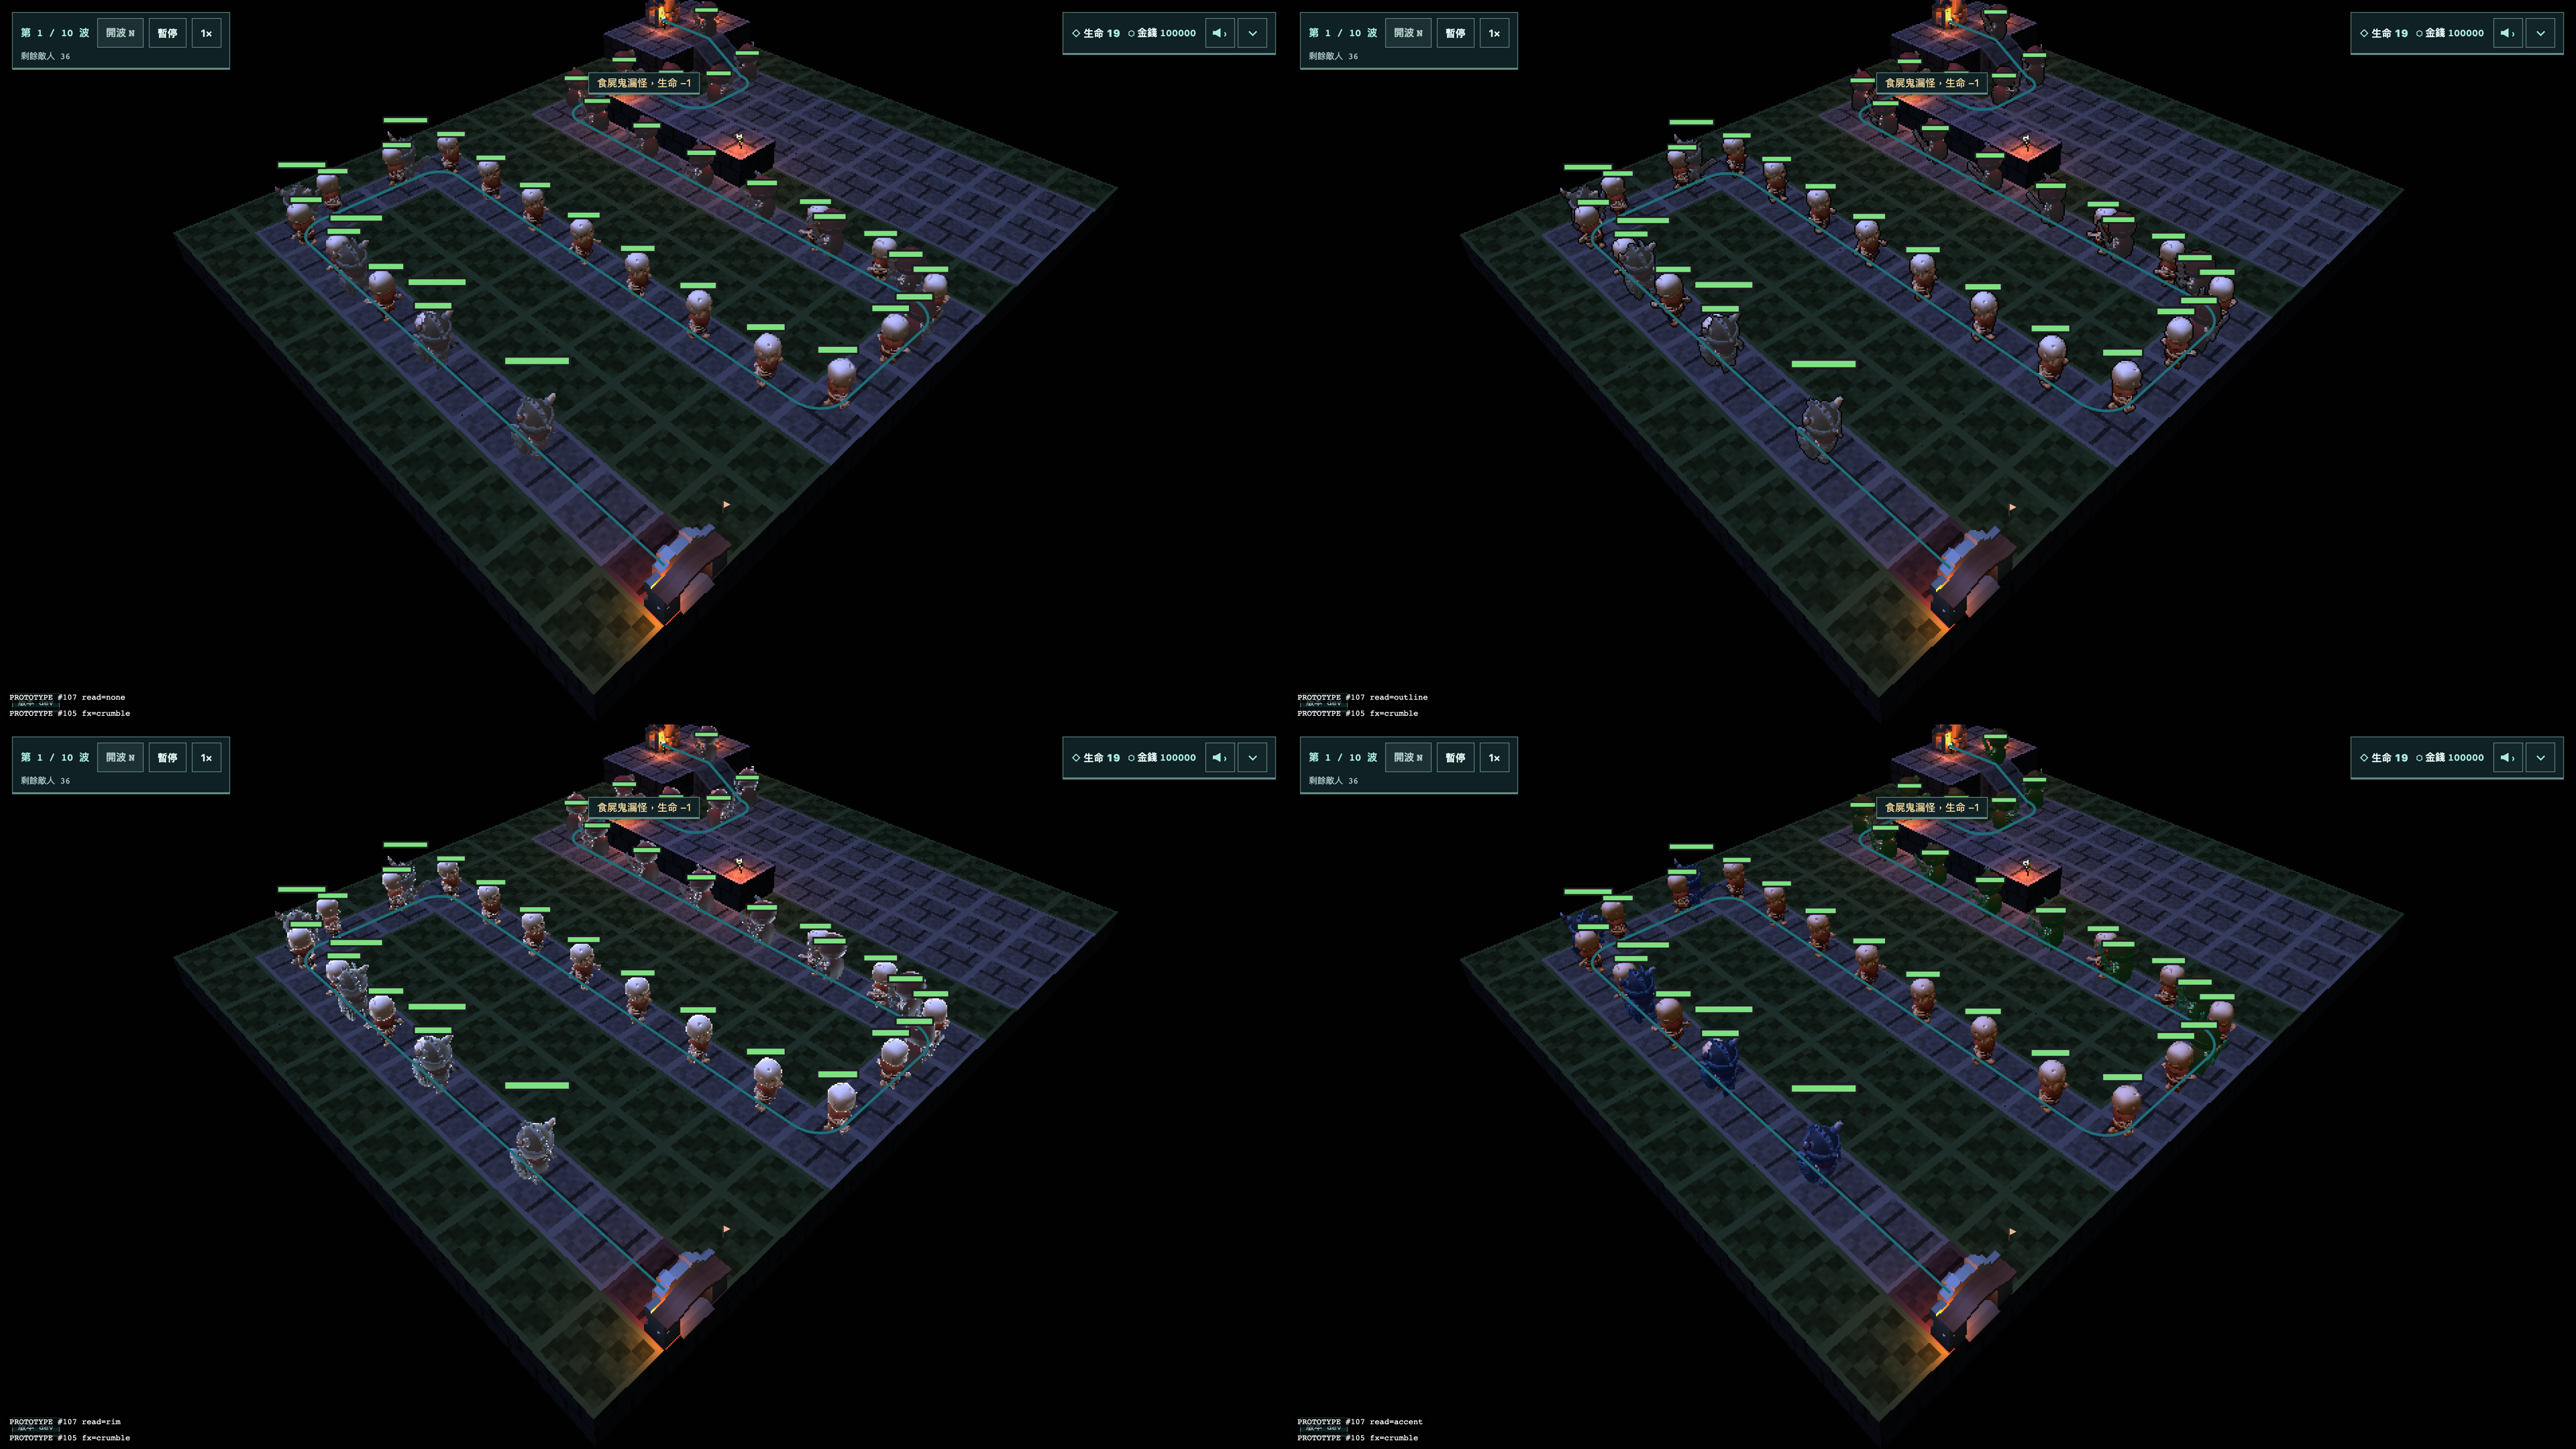 第 1 / 10 波 開波 N 暫停 1×
剩餘敵人 36
◇ 生命 19 金錢 100000
食屍鬼漏怪，生命 −1
PROTOTYPE #107 read=none
PROTOTYPE #105 fx=crumble
第 1 / 10 波 開波 N 暫停 1×
剩餘敵人 36
◇ 生命 19 金錢 100000
食屍鬼漏怪，生命 −1
PROTOTYPE #107 read=outline
PROTOTYPE #105 fx=crumble
第 1 / 10 波 開波 N 暫停 1×
剩餘敵人 36
◇ 生命 19 金錢 100000
食屍鬼漏怪，生命 −1
PROTOTYPE #107 read=rim
PROTOTYPE #105 fx=crumble
第 1 / 10 波 開波 N 暫停 1×
剩餘敵人 36
◇ 生命 19 金錢 100000
食屍鬼漏怪，生命 −1
PROTOTYPE #107 read=accent
PROTOTYPE #105 fx=crumble